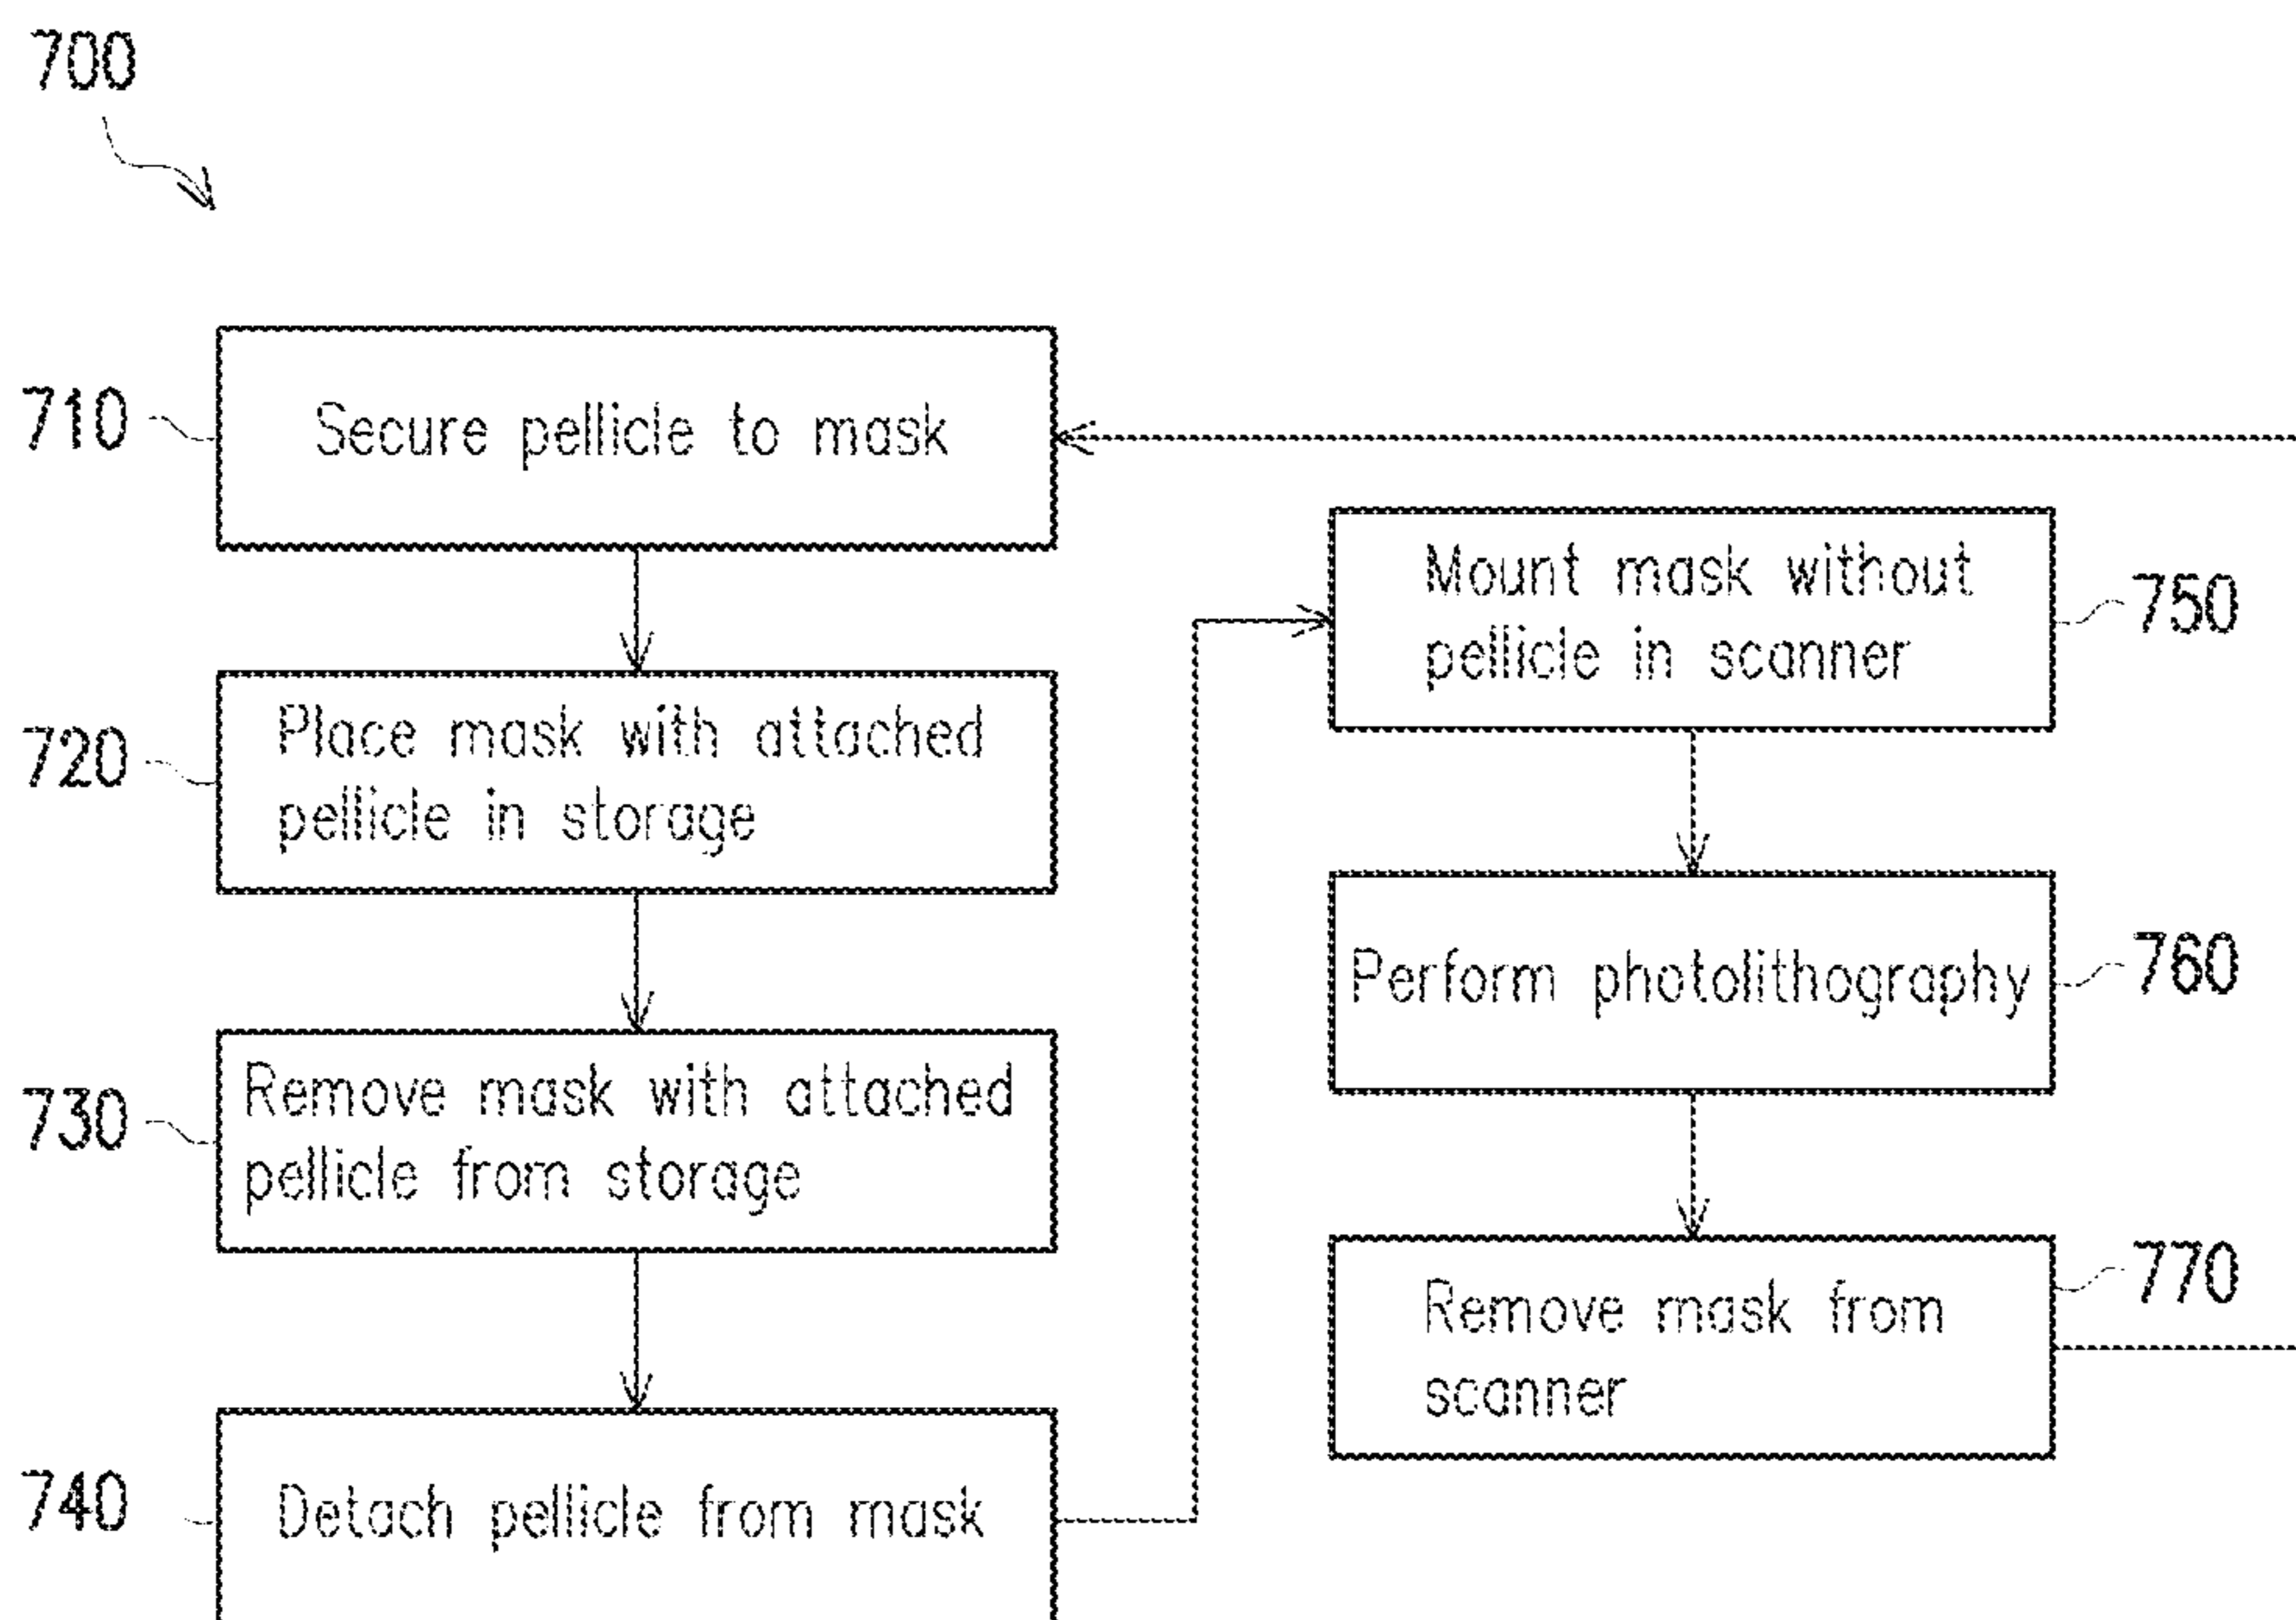 700
710
Secure pellicle to mask
720
Place mask with attached
pellicle in storage
730
Remove mask with attached
pellicle from storage
740
Detach pellicle from mask
Mount mask without
pellicle in scanner
750
Perform photolithography
760
Remove mask from
scanner
770